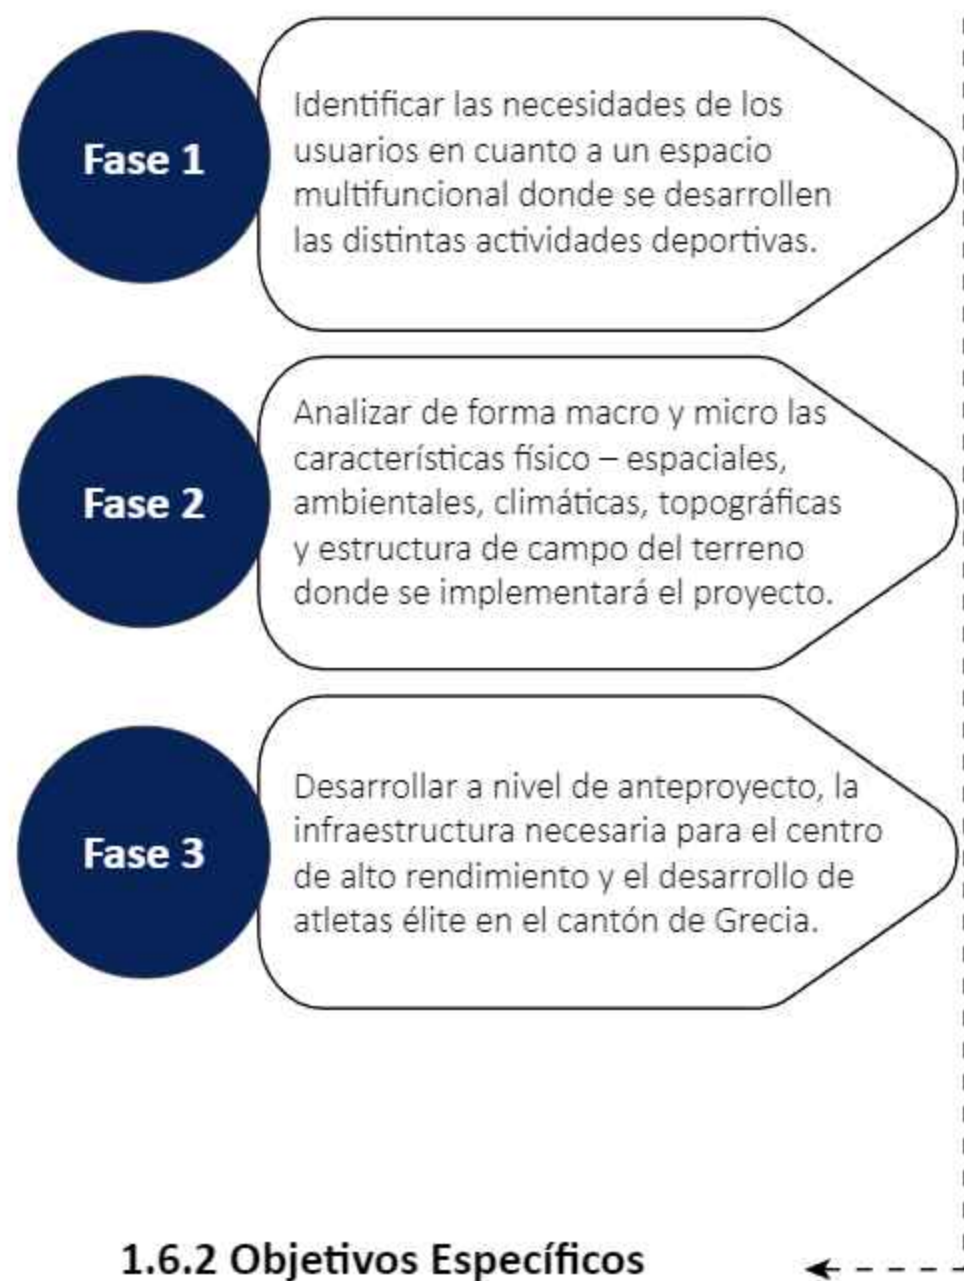 Fase 1
Identificar las necesidades de los
usuarios en cuanto a un espacio
multifuncional donde se desarrollen
las distintas actividades deportivas.
Fase 2
Analizar de forma macro y micro las
características físico – espaciales,
ambientales, climáticas, topográficas
y estructura de campo del terreno
donde se implementará el proyecto.
Fase 3
Desarrollar a nivel de anteproyecto, la
infraestructura necesaria para el centro
de alto rendimiento y el desarrollo de
atletas élite en el cantón de Grecia.
1.6.2 Objetivos Específicos